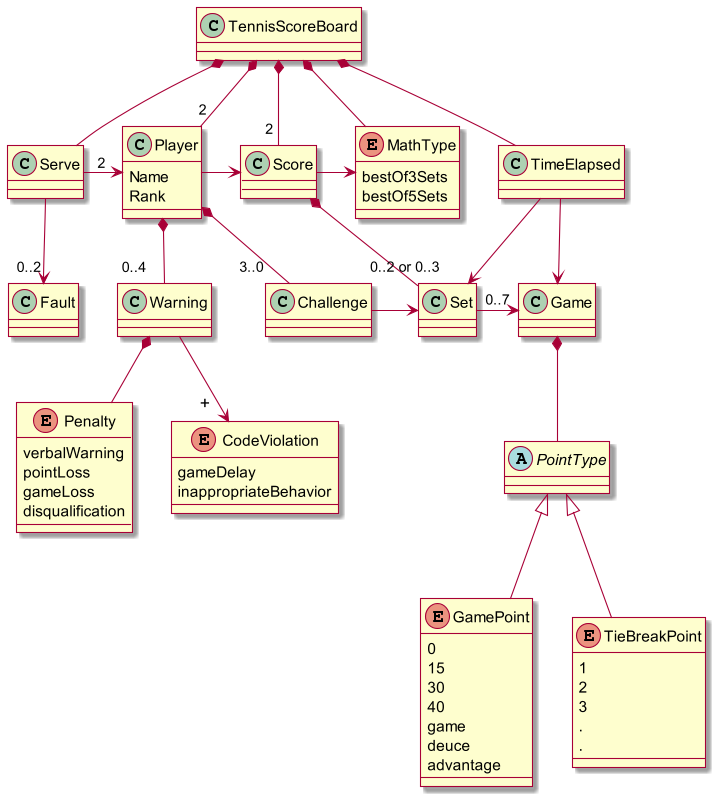 C TennisScoreBoard
2
2
C Serve
2
C Player
Name
Rank
C Score
E MathType
bestOf3Sets
bestOf5Sets
C TimeElapsed
0..2
0..4
3..0
0..2 or 0..3
C Fault
C Warning
C Challenge
C Set
0..7
C Game
+
E Penalty
verbalWarning
pointLoss
gameLoss
disqualification
E CodeViolation
gameDelay
inappropriateBehavior
A PointType
E GamePoint
0
15
30
40
game
deuce
advantage
E TieBreakPoint
1
2
3
.
.